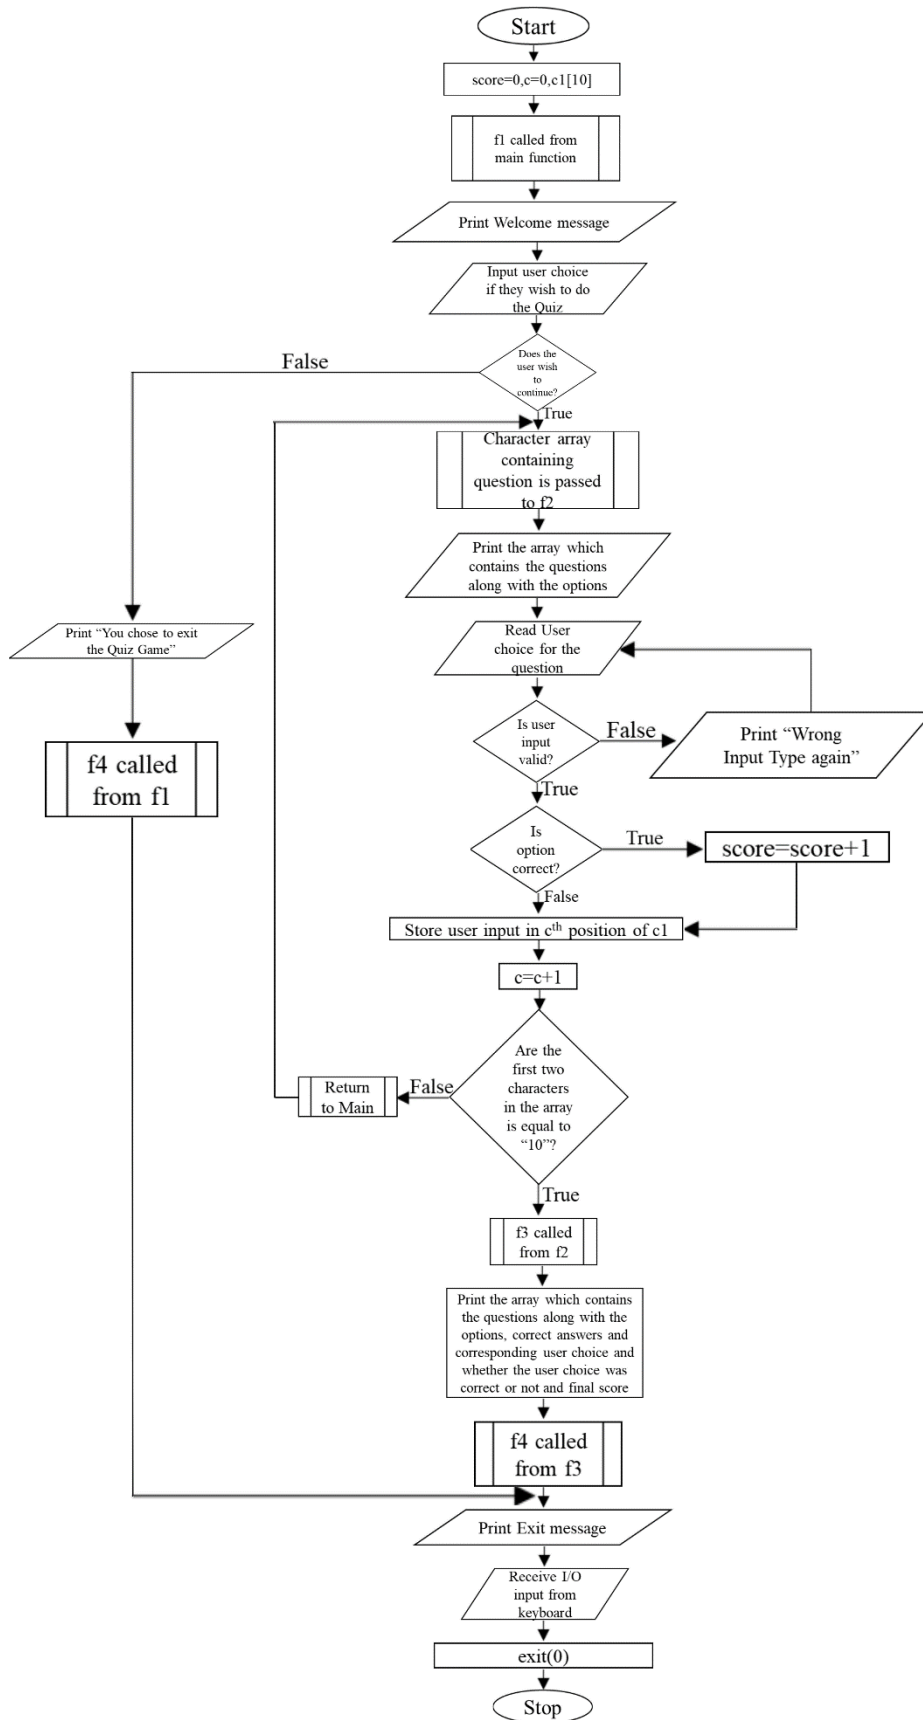 Start
score=0,c=0,c1[10]
f1 called from
main function
Print Welcome message
Input user choice
if they wish to do
the Quiz
False
Does the
user wish
to
continue?
True
Character array
containing
question is passed
to f2
Print the array which
contains the questions
along with the options
Print “You chose to exit
the Quiz Game”
Read User
choice for the
question
Is user
input
valid?
False
Print “Wrong
Input Type again”
f4 called
from f1
True
Is
option
correct?
True
score=score+1
False
Store user input in cth position of c1
c=c+1
Are the
first two
characters
in the array
is equal to
“10”?
False
Return
to Main
True
f3 called
from f2
Print the array which contains
the questions along with the
options, correct answers and
corresponding user choice and
whether the user choice was
correct or not and final score
f4 called
from f3
Print Exit message
Receive I/O
input from
keyboard
exit(0)
Stop